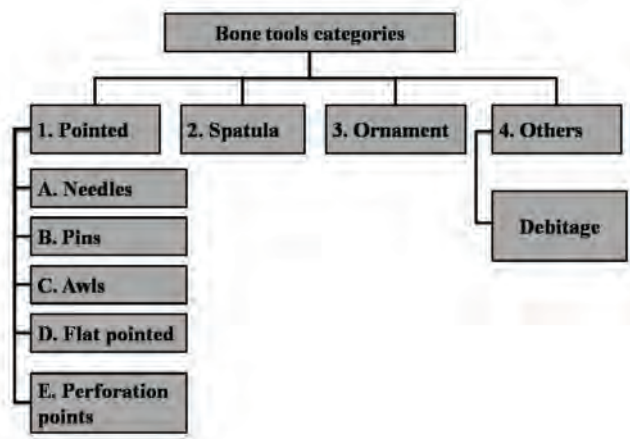 Bone tools categories
1. Pointed
2. Spatula
3. Ornament
4. Others
A. Needles
B. Pins
C. Awls
D. Flat pointed
E. Perforation
points
Debitage